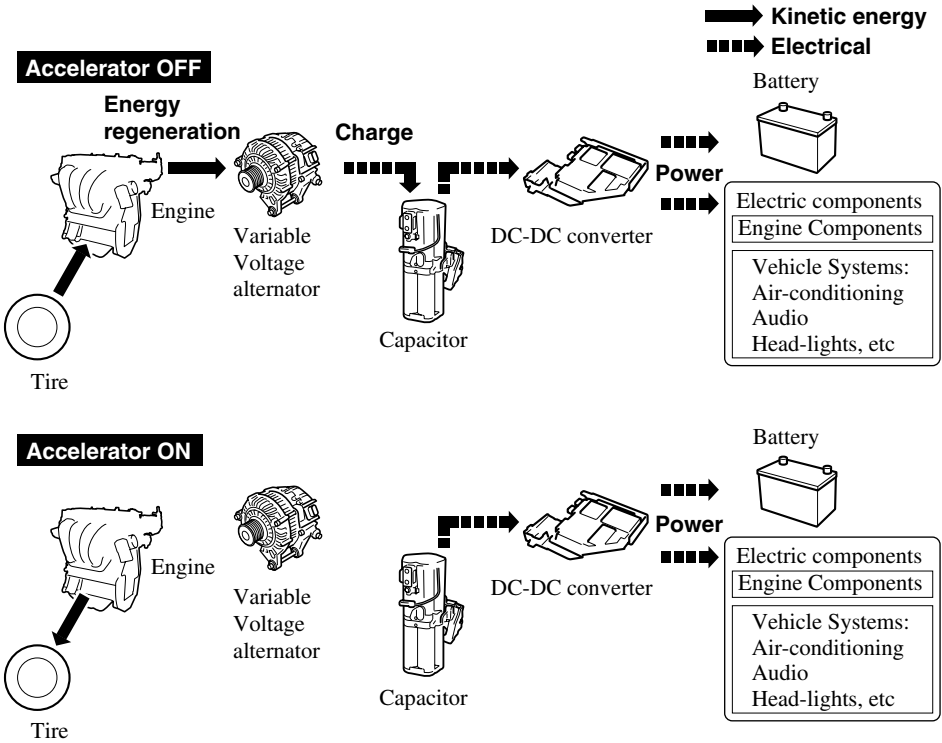 Kinetic energy
Electrical
Accelerator OFF
Energy
regeneration
Charge
Battery
Power
Engine
Variable
Voltage
alternator
DC-DC converter
Capacitor
Tire
Electric components
Engine Components
Vehicle Systems:
Air-conditioning
Audio
Head-lights, etc
Accelerator ON
Battery
Power
Engine
Variable
Voltage
alternator
DC-DC converter
Capacitor
Tire
Electric components
Engine Components
Vehicle Systems:
Air-conditioning
Audio
Head-lights, etc